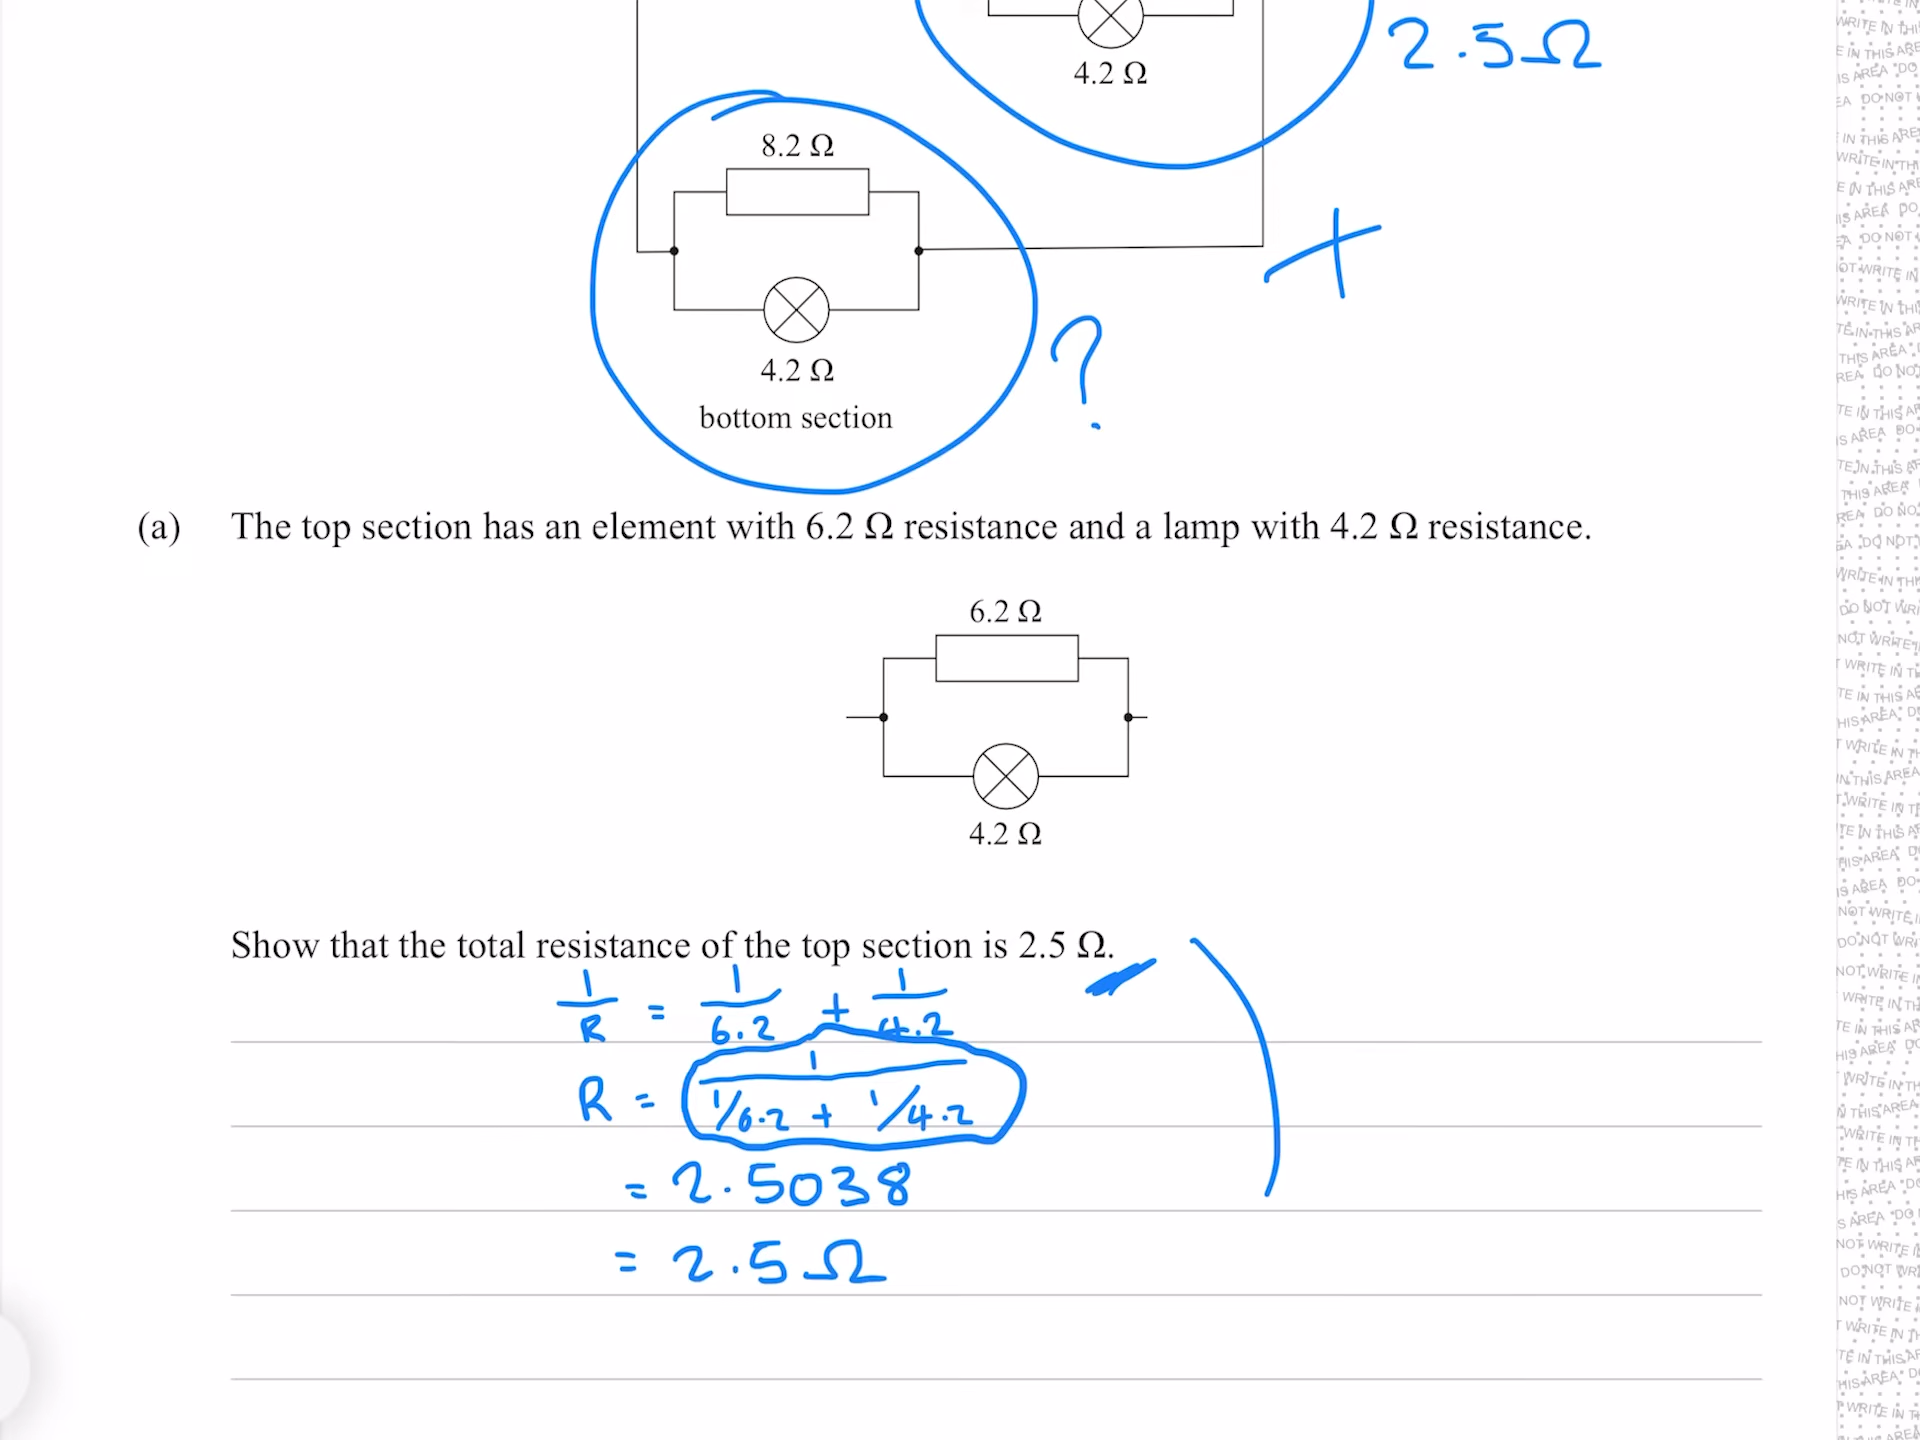 4.2 Ω
2.5Ω
8.2 Ω
+
4.2 Ω
?
bottom section
(a) The top section has an element with 6.2 Ω resistance and a lamp with 4.2 Ω resistance.
6.2 Ω
4.2 Ω
Show that the total resistance of the top section is 2.5 Ω.
1/R = 1/6.2 + 1/4.2
R = 1/(1/6.2 + 1/4.2)
= 2.5038
= 2.5Ω